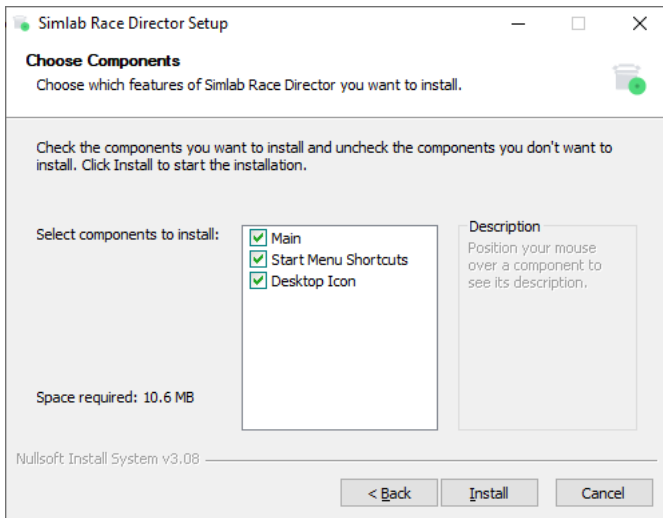 Simlab Race Director Setup
Choose Components
Choose which features of Simlab Race Director you want to install.
Check the components you want to install and uncheck the components you don't want to
install. Click Install to start the installation.
Select components to install:
Main
Start Menu Shortcuts
Desktop Icon
Description
Position your mouse
over a component to
see its description.
Space required: 10.6 MB
Nullsoft Install System v3.08
< Back
Install
Cancel